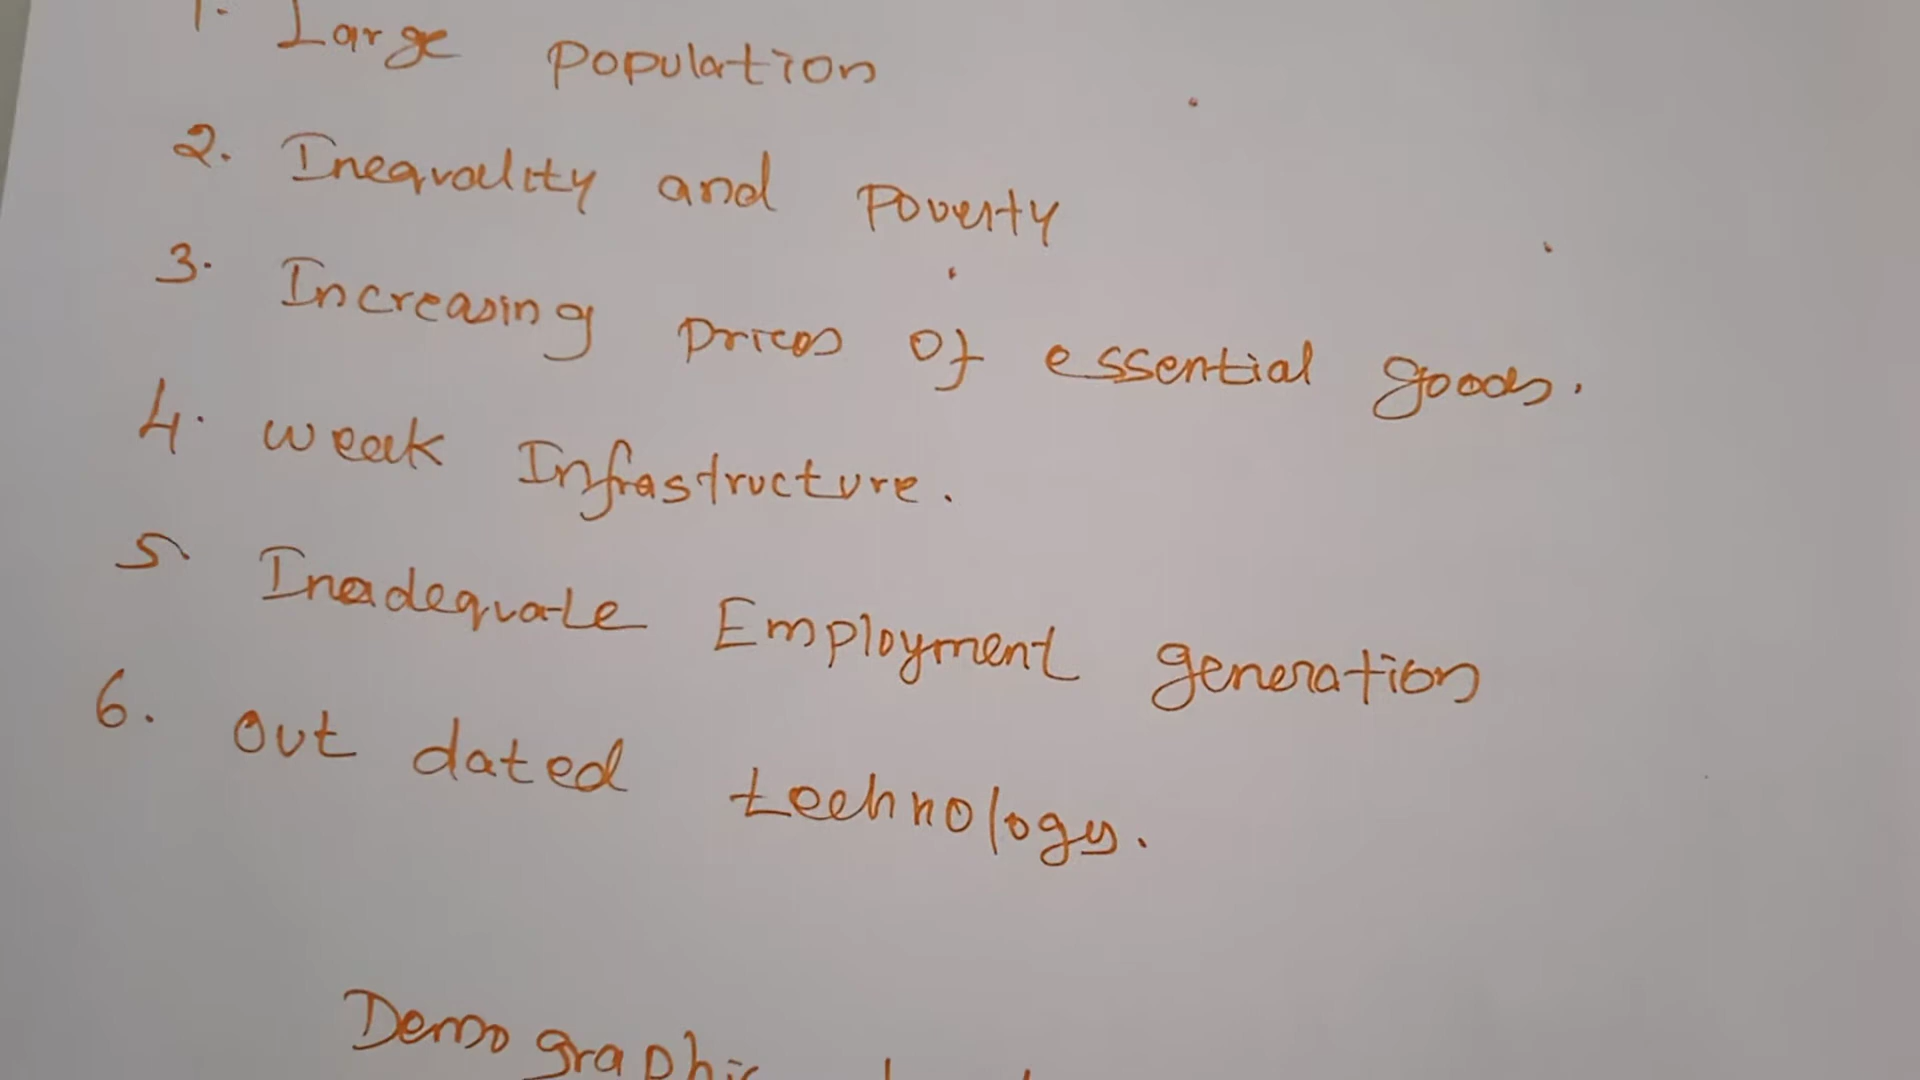 1. Large population
2. Inequality and Poverty
3. Increasing prices of essential goods.
4. weak Infrastructure.
5. Inadequate Employment generation
6. out dated technology.
Demographic